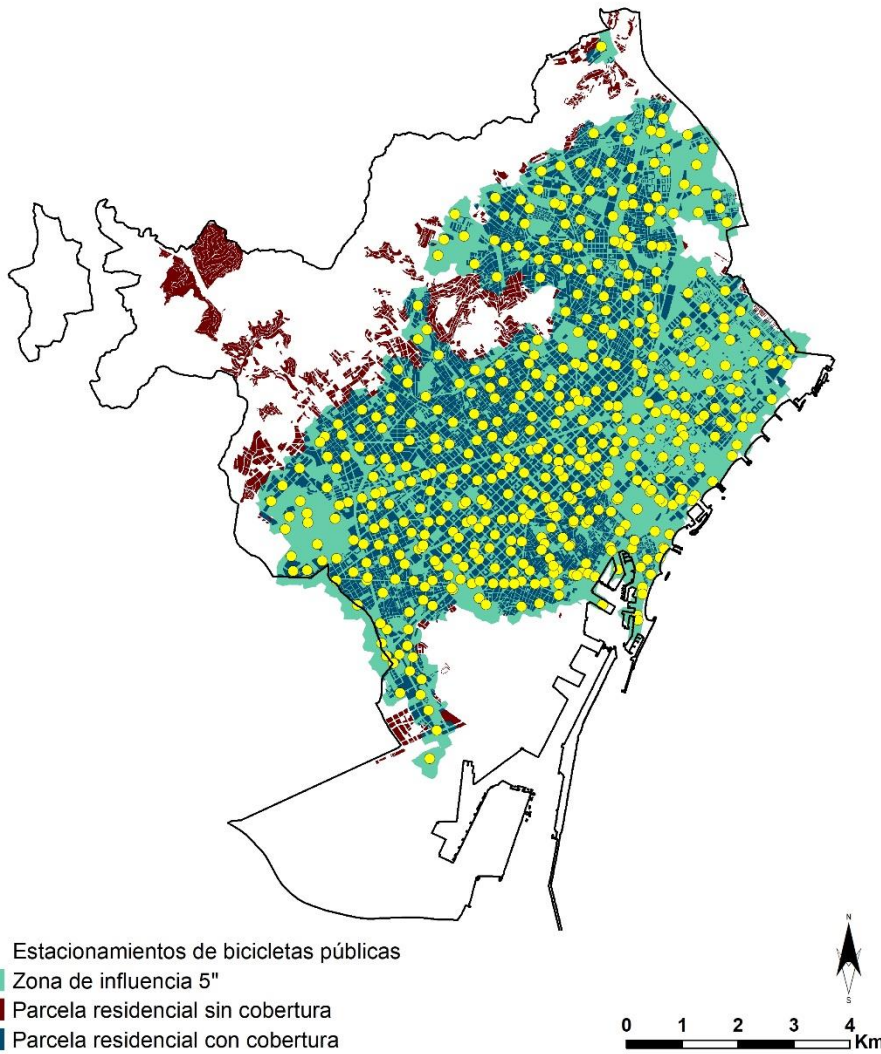 Estacionamientos de bicicletas públicas
Zona de influencia 5"
Parcela residencial sin cobertura
Parcela residencial con cobertura
N
S
0 1 2 3 4 Km